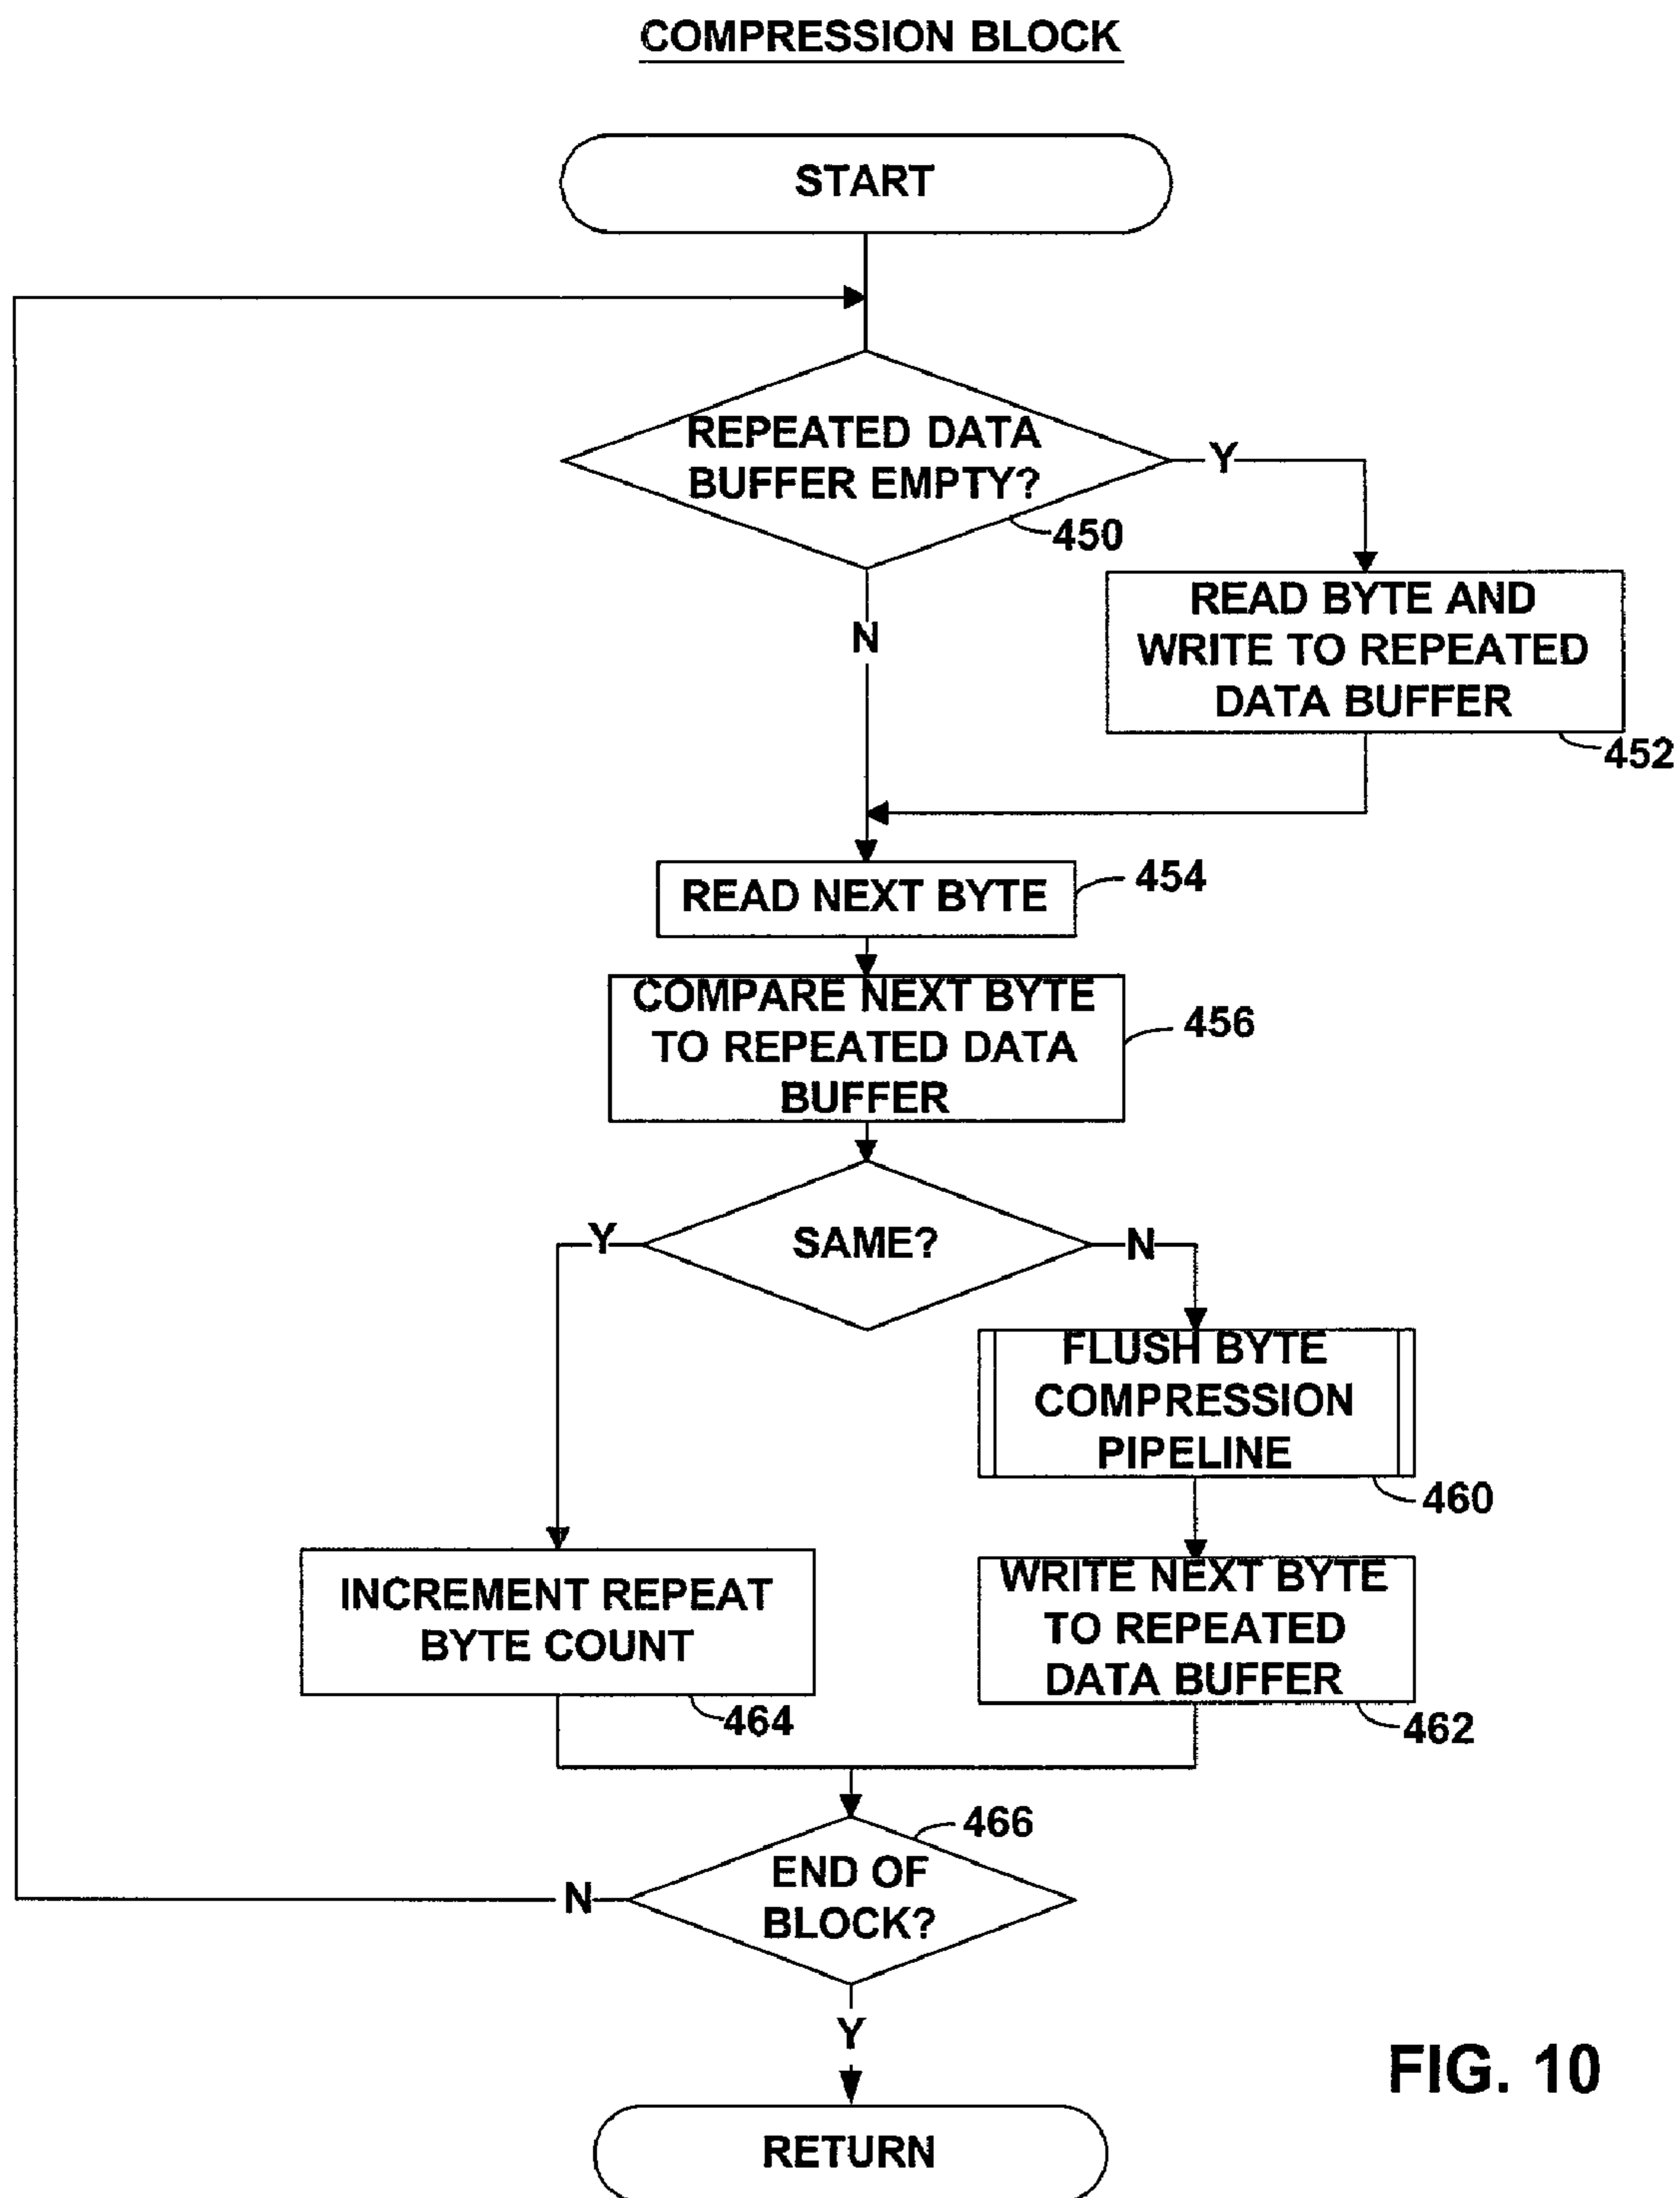 COMPRESSION BLOCK
START
REPEATED DATA
BUFFER EMPTY?
Y
450
N
READ BYTE AND
WRITE TO REPEATED
DATA BUFFER
452
READ NEXT BYTE
454
COMPARE NEXT BYTE
TO REPEATED DATA
BUFFER
456
SAME?
Y
N
FLUSH BYTE
COMPRESSION
PIPELINE
460
INCREMENT REPEAT
BYTE COUNT
464
WRITE NEXT BYTE
TO REPEATED
DATA BUFFER
462
466
END OF
BLOCK?
N
Y
RETURN
FIG. 10